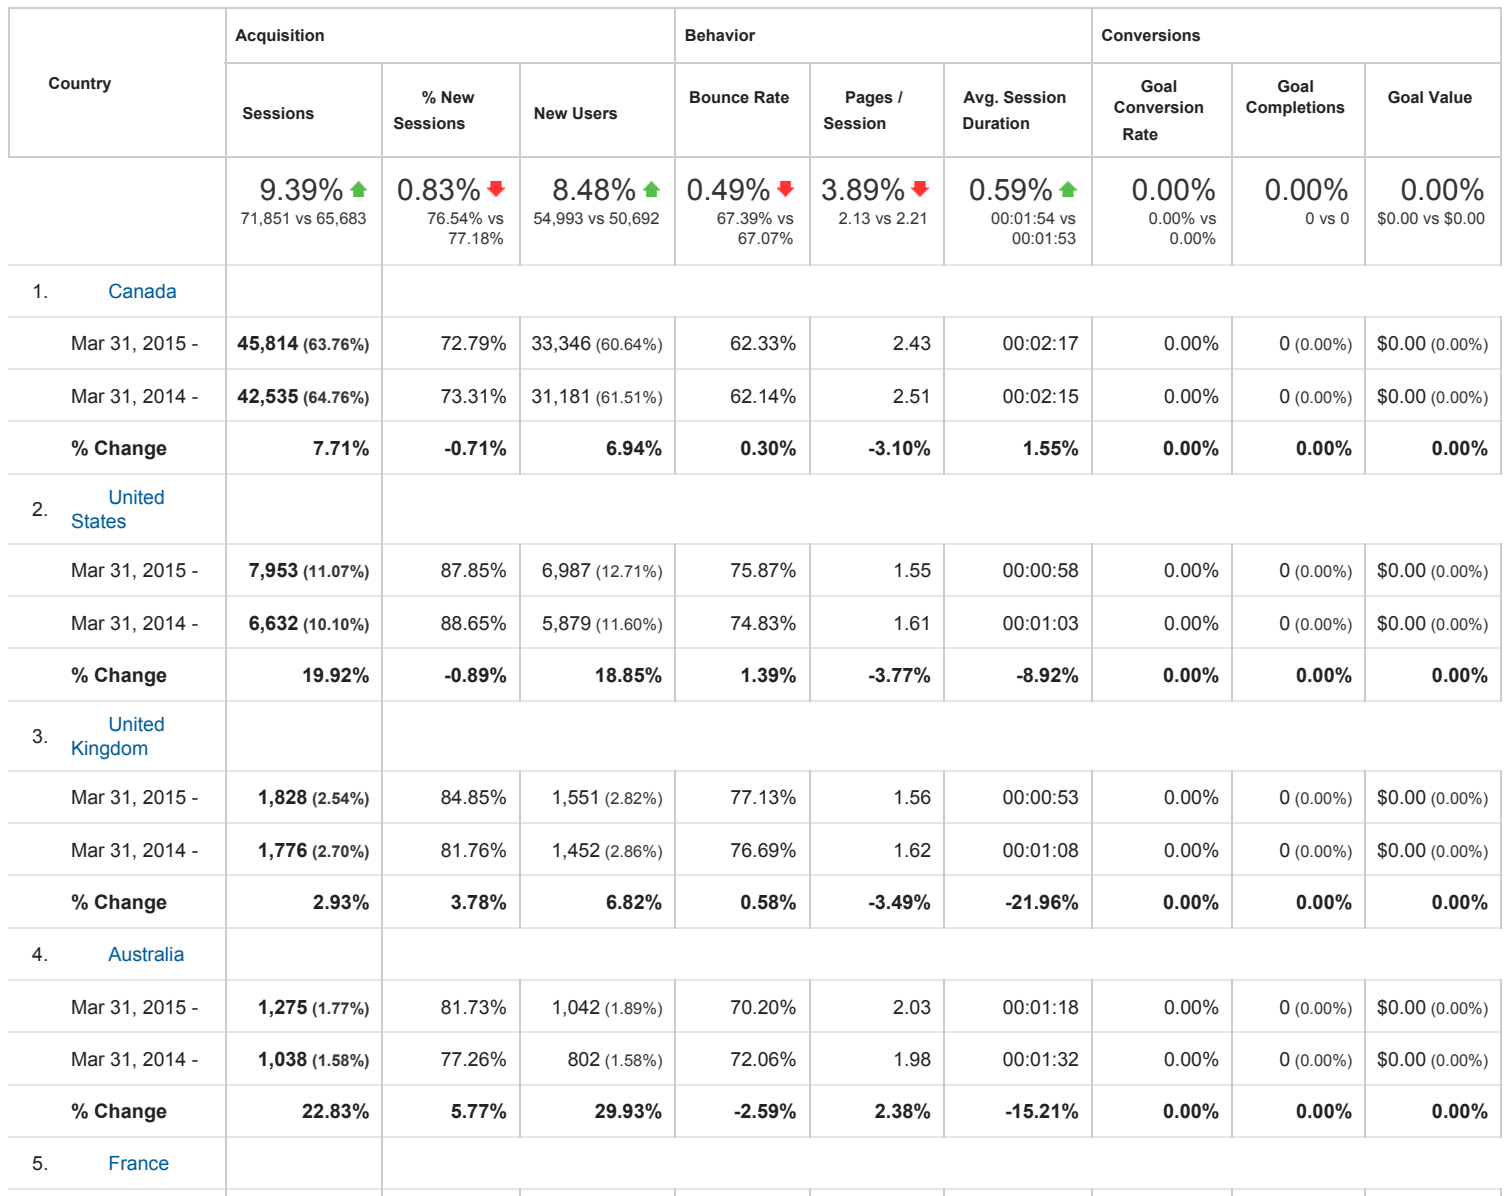 Acquisition Behavior Conversions
Country
Sessions % New Sessions New Users Bounce Rate Pages / Session Avg. Session Duration Goal Conversion Rate Goal Completions Goal Value
9.39% 0.83% 8.48% 0.49% 3.89% 0.59% 0.00% 0.00% 0.00%
71,851 vs 65,683 76.54% vs 77.18% 54,993 vs 50,692 67.39% vs 67.07% 2.13 vs 2.21 00:01:54 vs 00:01:53 0.00% vs 0.00% 0 vs 0 $0.00 vs $0.00
1. Canada
Mar 31, 2015 - 45,814 (63.76%) 72.79% 33,346 (60.64%) 62.33% 2.43 00:02:17 0.00% 0 (0.00%) $0.00 (0.00%)
Mar 31, 2014 - 42,535 (64.76%) 73.31% 31,181 (61.51%) 62.14% 2.51 00:02:15 0.00% 0 (0.00%) $0.00 (0.00%)
% Change 7.71% -0.71% 6.94% 0.30% -3.10% 1.55% 0.00% 0.00% 0.00%
2. United States
Mar 31, 2015 - 7,953 (11.07%) 87.85% 6,987 (12.71%) 75.87% 1.55 00:00:58 0.00% 0 (0.00%) $0.00 (0.00%)
Mar 31, 2014 - 6,632 (10.10%) 88.65% 5,879 (11.60%) 74.83% 1.61 00:01:03 0.00% 0 (0.00%) $0.00 (0.00%)
% Change 19.92% -0.89% 18.85% 1.39% -3.77% -8.92% 0.00% 0.00% 0.00%
3. United Kingdom
Mar 31, 2015 - 1,828 (2.54%) 84.85% 1,551 (2.82%) 77.13% 1.56 00:00:53 0.00% 0 (0.00%) $0.00 (0.00%)
Mar 31, 2014 - 1,776 (2.70%) 81.76% 1,452 (2.86%) 76.69% 1.62 00:01:08 0.00% 0 (0.00%) $0.00 (0.00%)
% Change 2.93% 3.78% 6.82% 0.58% -3.49% -21.96% 0.00% 0.00% 0.00%
4. Australia
Mar 31, 2015 - 1,275 (1.77%) 81.73% 1,042 (1.89%) 70.20% 2.03 00:01:18 0.00% 0 (0.00%) $0.00 (0.00%)
Mar 31, 2014 - 1,038 (1.58%) 77.26% 802 (1.58%) 72.06% 1.98 00:01:32 0.00% 0 (0.00%) $0.00 (0.00%)
% Change 22.83% 5.77% 29.93% -2.59% 2.38% -15.21% 0.00% 0.00% 0.00%
5. France